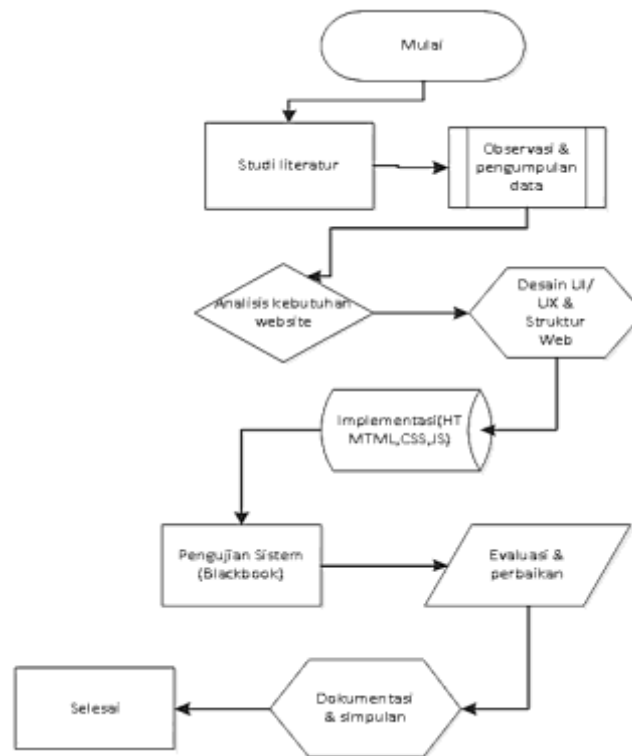 Mulai
Studi literatur
Observasi &
pengumpulan
data
Analisis kebutuhan
website
Desain UI/
UX &
Struktur
Web
Implementasi(HT
MTML,CSS,JS)
Pengujian Sistem
(Blackbook)
Evaluasi &
perbaikan
Dokumentasi
& simpulan
Selesai